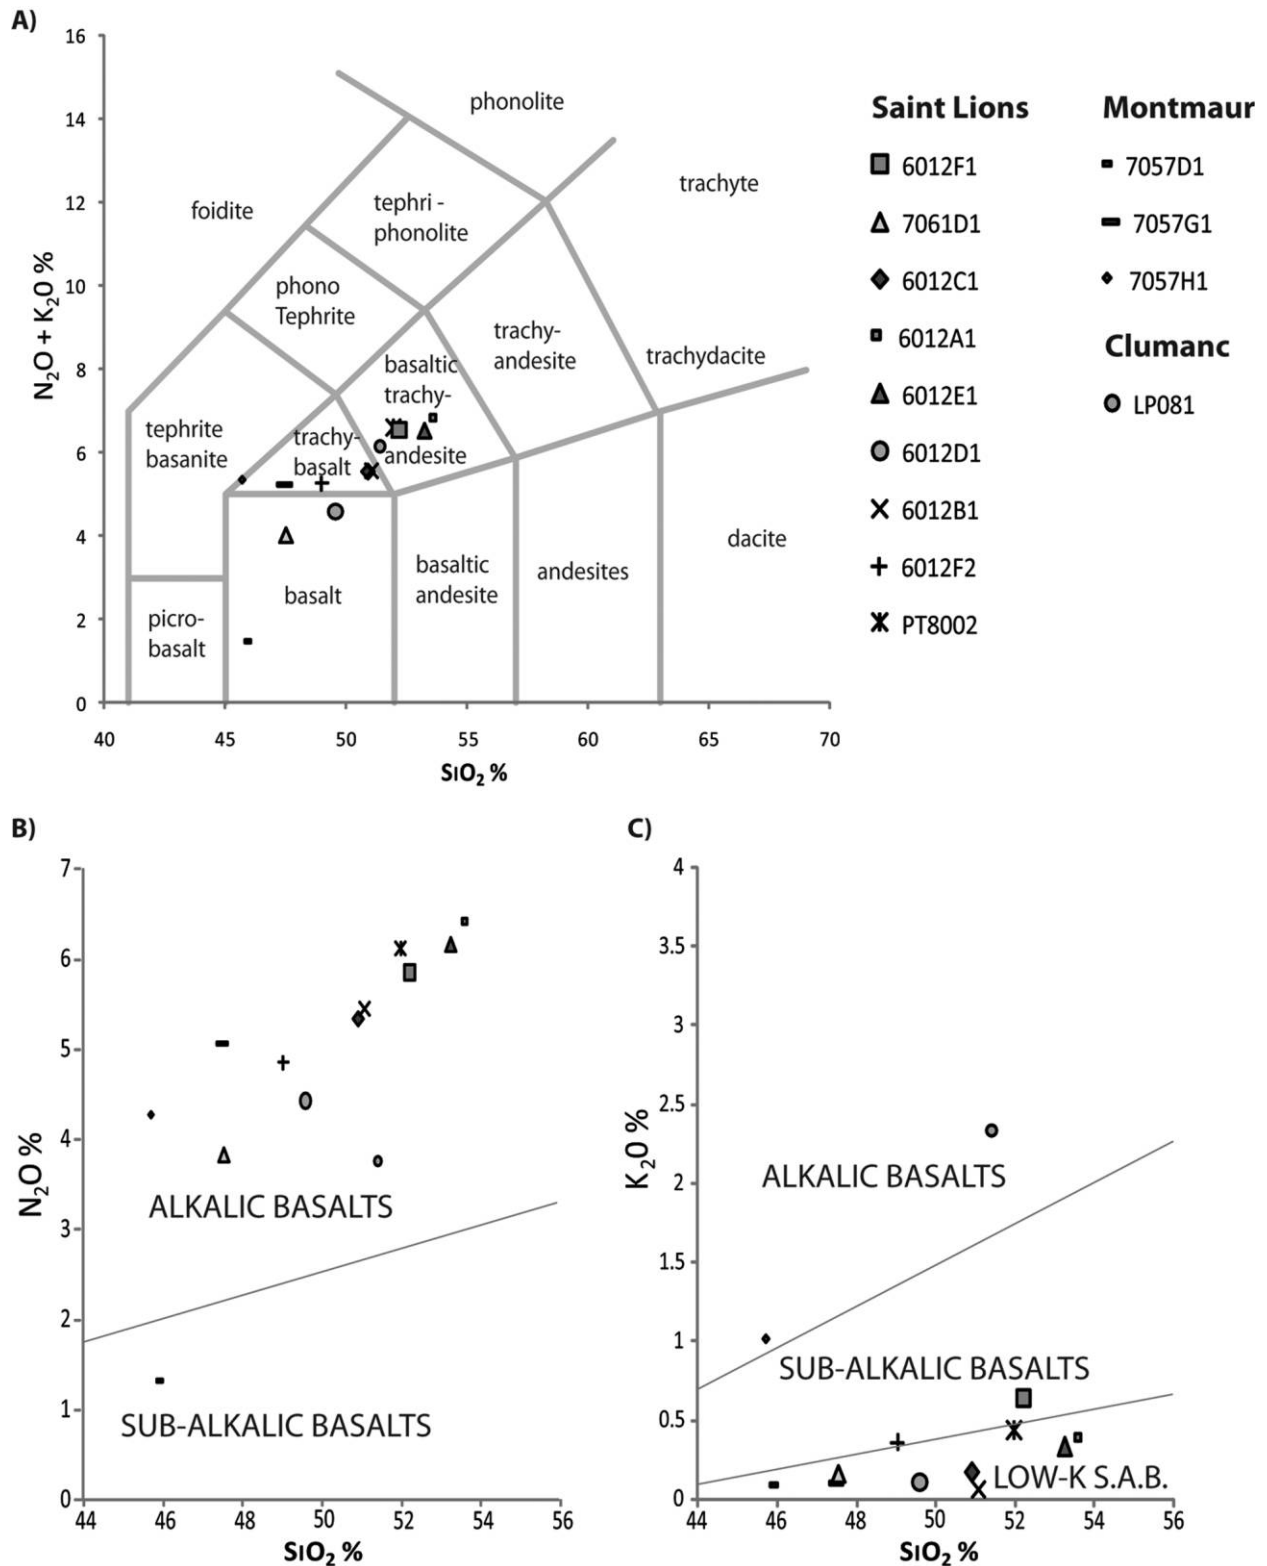 A)
16
14
12
10
8
6
4
2
0
N₂O + K₂0 %
40 45 50 55 60 65 70
SIO₂ %
phonolite
trachyte
foidite
tephri -
phonolite
phono
Tephrite
trachy-
andesite
trachydacite
basaltic
trachy-
andesite
tephrite
basanite
trachy-
basalt
dacite
basaltic
andesite
andesites
basalt
picro-
basalt
Saint Lions
6012F1
7061D1
6012C1
6012A1
6012E1
6012D1
6012B1
6012F2
PT8002
Montmaur
7057D1
7057G1
7057H1
Clumanc
LP081
B)
7
6
5
4
3
2
1
0
N₂O %
ALKALIC BASALTS
SUB-ALKALIC BASALTS
44 46 48 50 52 54 56
SIO₂ %
C)
4
3.5
3
2.5
2
1.5
1
0.5
0
K₂0 %
ALKALIC BASALTS
SUB-ALKALIC BASALTS
LOW-K S.A.B.
44 46 48 50 52 54 56
SIO₂ %